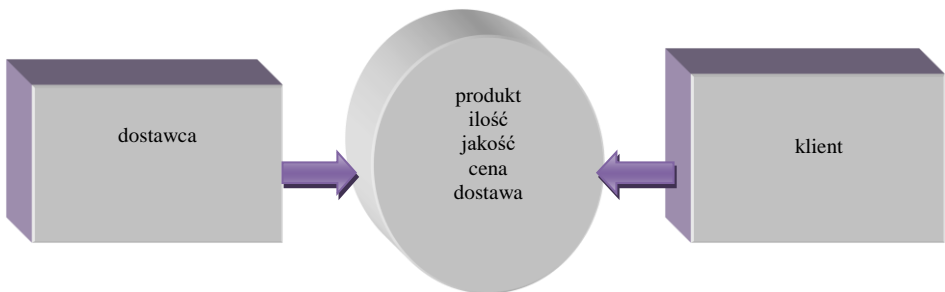 dostawca
produkt
ilość
jakość
cena
dostawa
klient